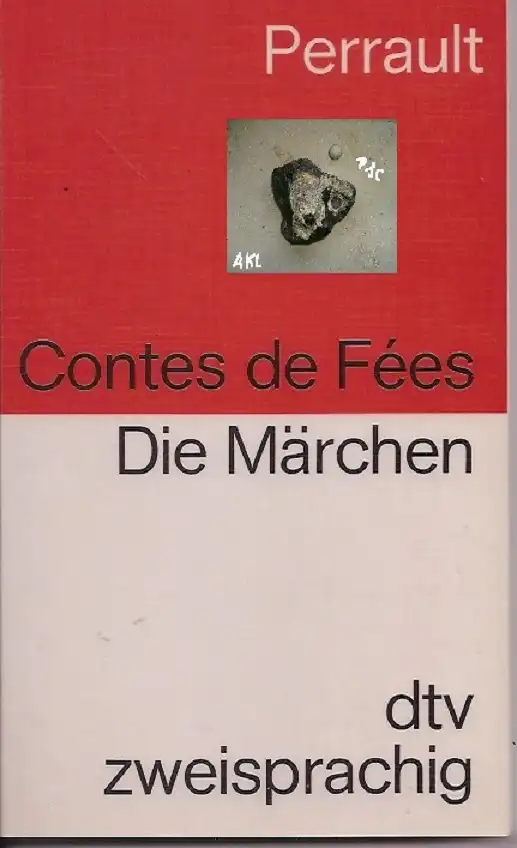 Perrault
AKL
Contes de Fées
Die Märchen
dtv
zweisprachig